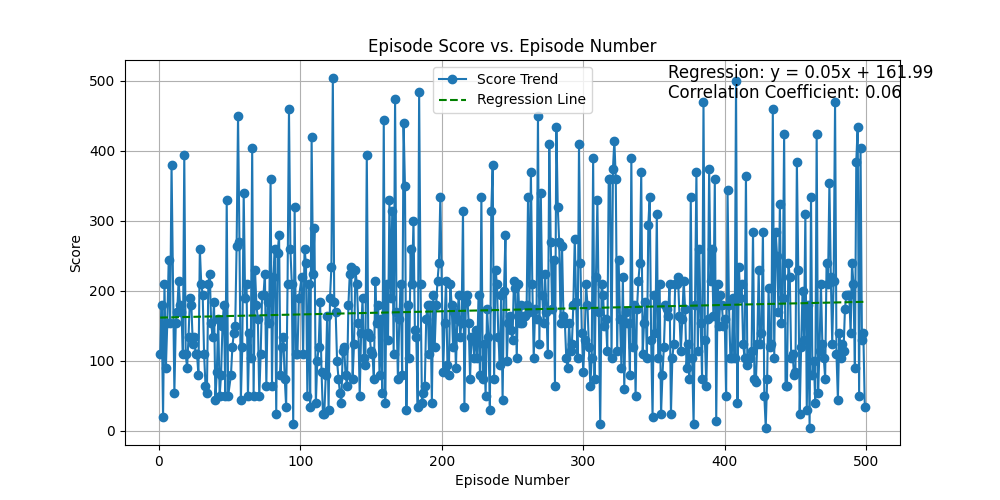 Episode Score vs. Episode Number
Regression: y = 0.05x + 161.99
Correlation Coefficient: 0.06
Score Trend
Regression Line
Score
500
400
300
200
100
0
0 100 200 300 400 500
Episode Number